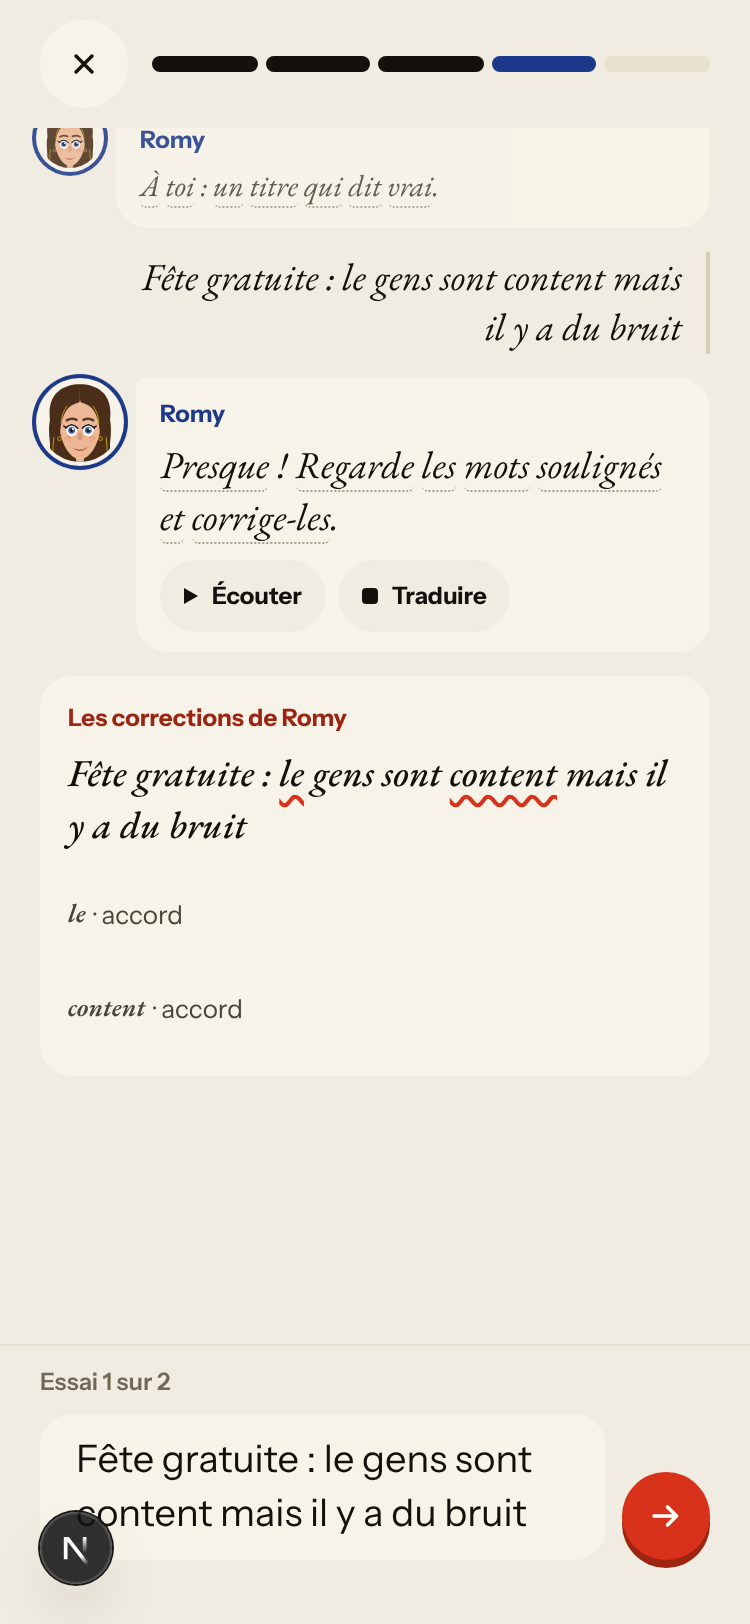 Romy
À toi : un titre qui dit vrai.
Fête gratuite : le gens sont content mais
il y a du bruit
Romy
Presque ! Regarde les mots soulignés
et corrige-les.
Écouter
Traduire
Les corrections de Romy
Fête gratuite : le gens sont content mais il
y a du bruit
le · accord
content · accord
Essai 1 sur 2
Fête gratuite : le gens sont
content mais il y a du bruit
N